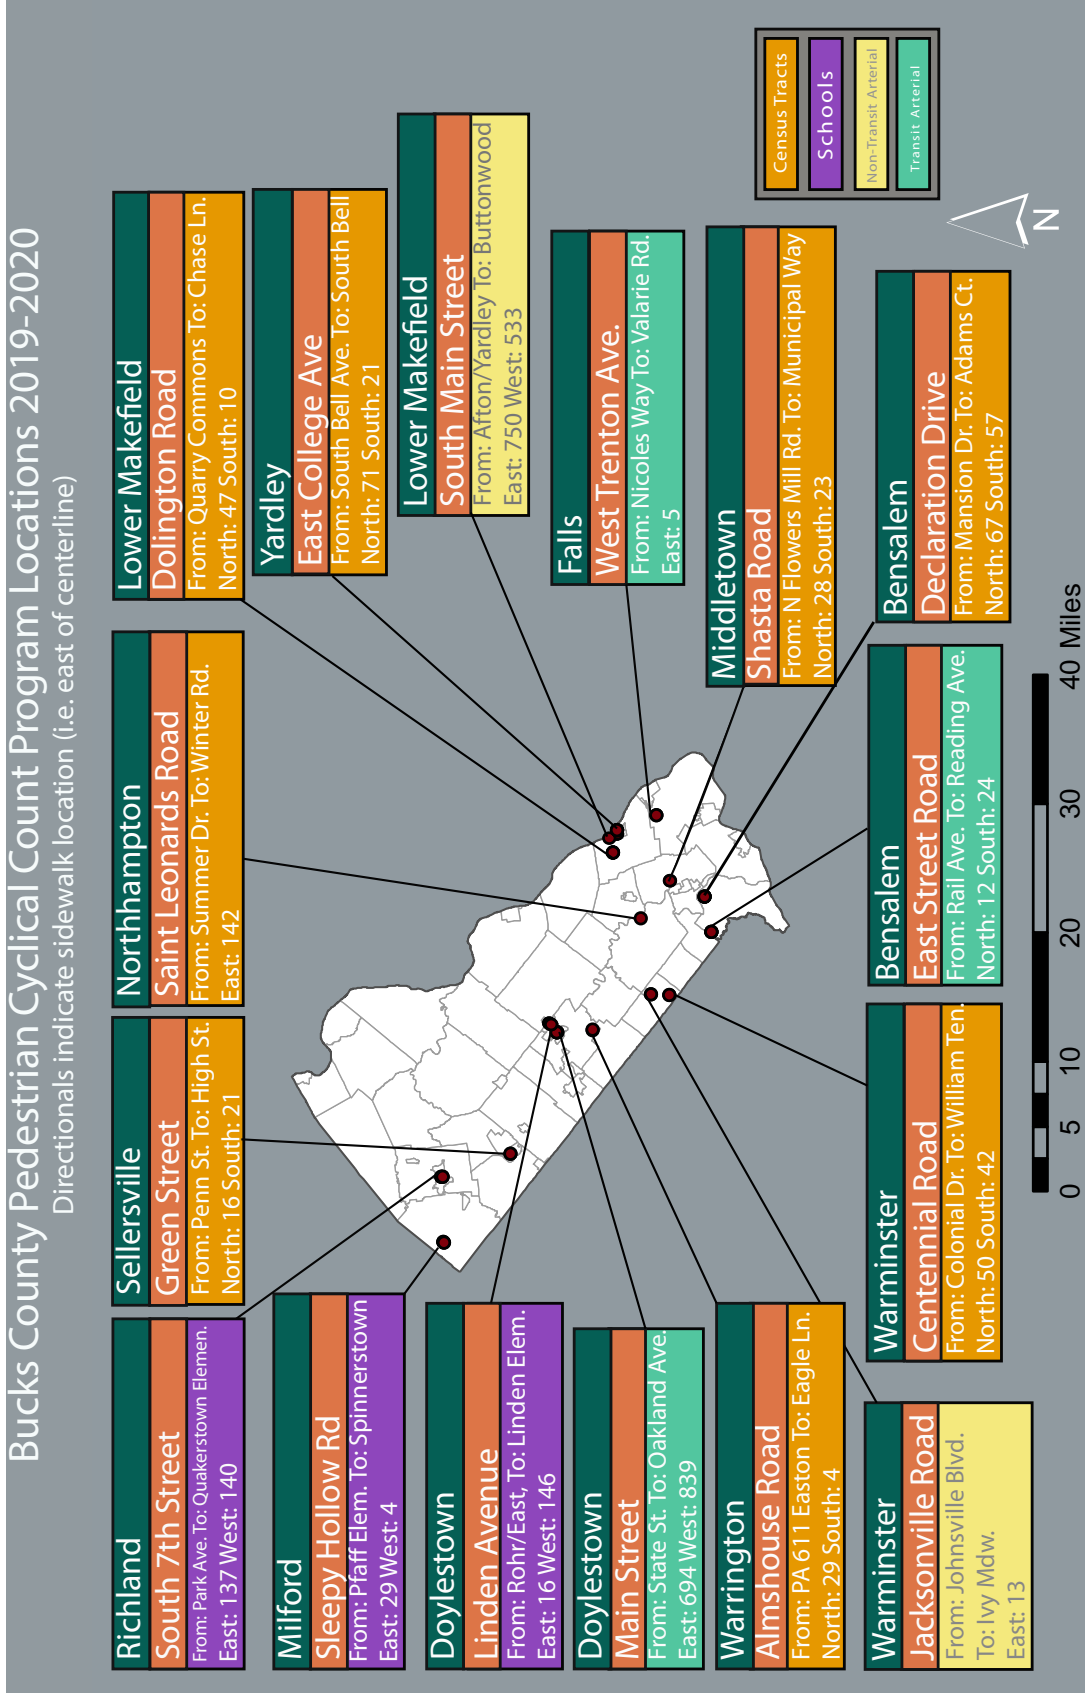 Bucks County Pedestrian Cyclical Count Program Locations 2019-2020
Directionals indicate sidewalk location (i.e. east of centerline)
Richland
South 7th Street
From: Park Ave. To: Quakerstown Elemen.
East: 137 West: 140
Sellersville
Green Street
From: Penn St. To: High St.
North: 16 South: 21
Northhampton
Saint Leonards Road
From: Summer Dr. To: Winter Rd.
East: 142
Lower Makefield
Dolington Road
From: Quarry Commons To: Chase Ln.
North: 47 South: 10
Yardley
East College Ave
From: South Bell Ave. To: South Bell
North: 71 South: 21
Lower Makefield
South Main Street
From: Afton/Yardley To: Buttonwood
East: 750 West: 533
Falls
West Trenton Ave.
From: Nicoles Way To: Valarie Rd.
East: 5
Middletown
Shasta Road
From: N Flowers Mill Rd. To: Municipal Way
North: 28 South: 23
Bensalem
Declaration Drive
From: Mansion Dr. To: Adams Ct.
North: 67 South: 57
Milford
Sleepy Hollow Rd
From: Pfaff Elem. To: Spinnerstown
East: 29 West: 4
Doylestown
Linden Avenue
From: Rohr/East, To: Linden Elem.
East: 16 West: 146
Doylestown
Main Street
From: State St. To: Oakland Ave.
East: 694 West: 839
Warrington
Almshouse Road
From: PA 611 Easton To: Eagle Ln.
North: 29 South: 4
Warminster
Jacksonville Road
From: Johnsville Blvd.
To: Ivy Mdw.
East: 13
Warminster
Centennial Road
From: Colonial Dr. To: William Ten.
North: 50 South: 42
Bensalem
East Street Road
From: Rail Ave. To: Reading Ave.
North: 12 South: 24
Census Tracts
Schools
Non-Transit Arterial
Transit Arterial
N
0 5 10 20 30 40 Miles